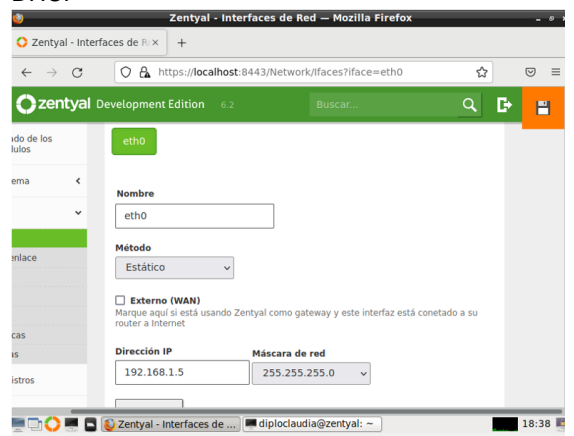 Zentyal - Interfaces de Red — Mozilla Firefox
Zentyal - Interfaces de R
https://localhost:8443/Network/Ifaces?iface=eth0
zentyal Development Edition 6.2 Buscar...
ado de los
lulos
eth0
ema
Nombre
eth0
enlace
Método
Estático
Externo (WAN)
Marque aquí si está usando Zentyal como gateway y este interfaz está conetado a su
router a Internet
cas
as
Dirección IP Máscara de red
istros
192.168.1.5 255.255.255.0
Zentyal - Interfaces de ... diploclaudia@zentyal: ~ 18:38